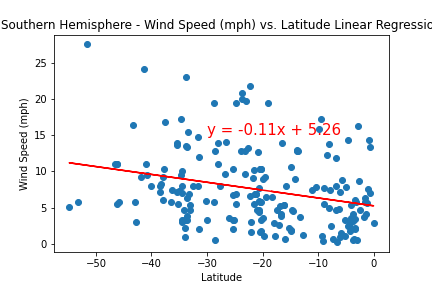 Southern Hemisphere - Wind Speed (mph) vs. Latitude Linear Regressio
25
20
15
10
5
0
Wind Speed (mph)
y = -0.11x + 5.26
−50 −40 −30 −20 −10 0
Latitude